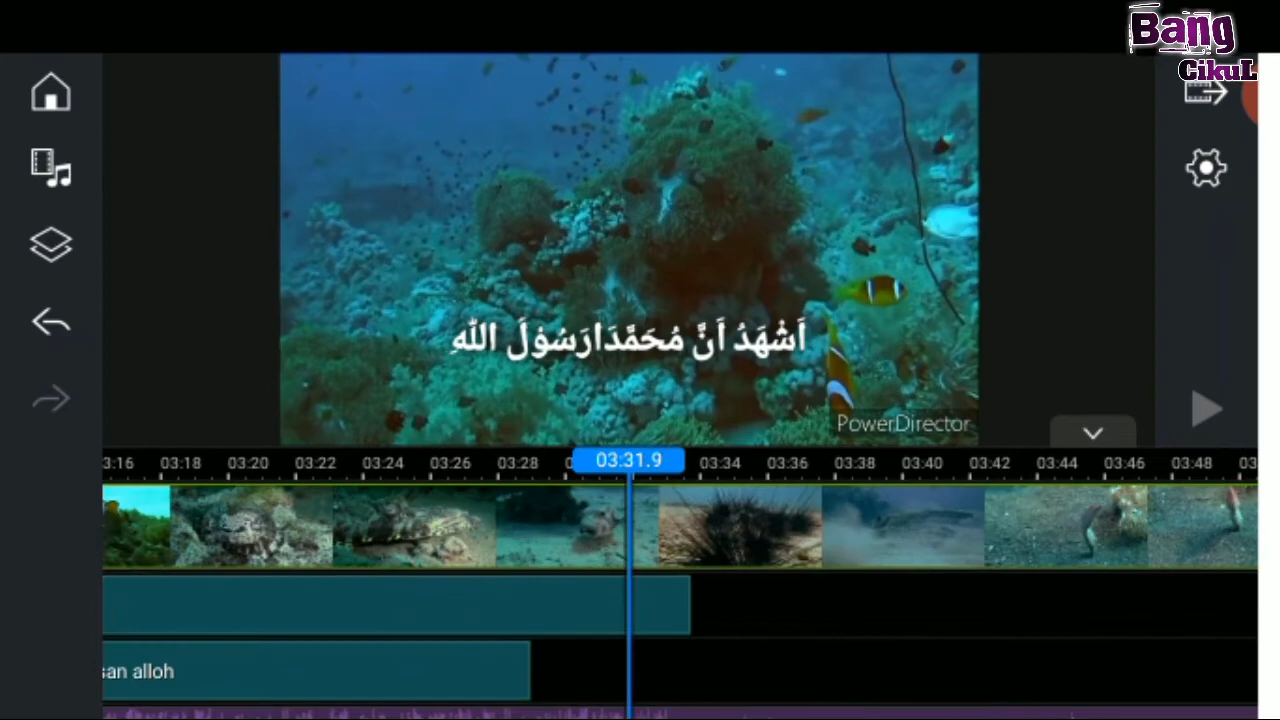 Bang
CikuL
اَشْهَدُ اَنَّ مُحَمَّدَارَسُوْلَ اللهِ
PowerDirector
3:16 03:18 03:20 03:22 03:24 03:26 03:28 03:31.9 03:34 03:36 03:38 03:40 03:42 03:44 03:46 03:48 03
san alloh